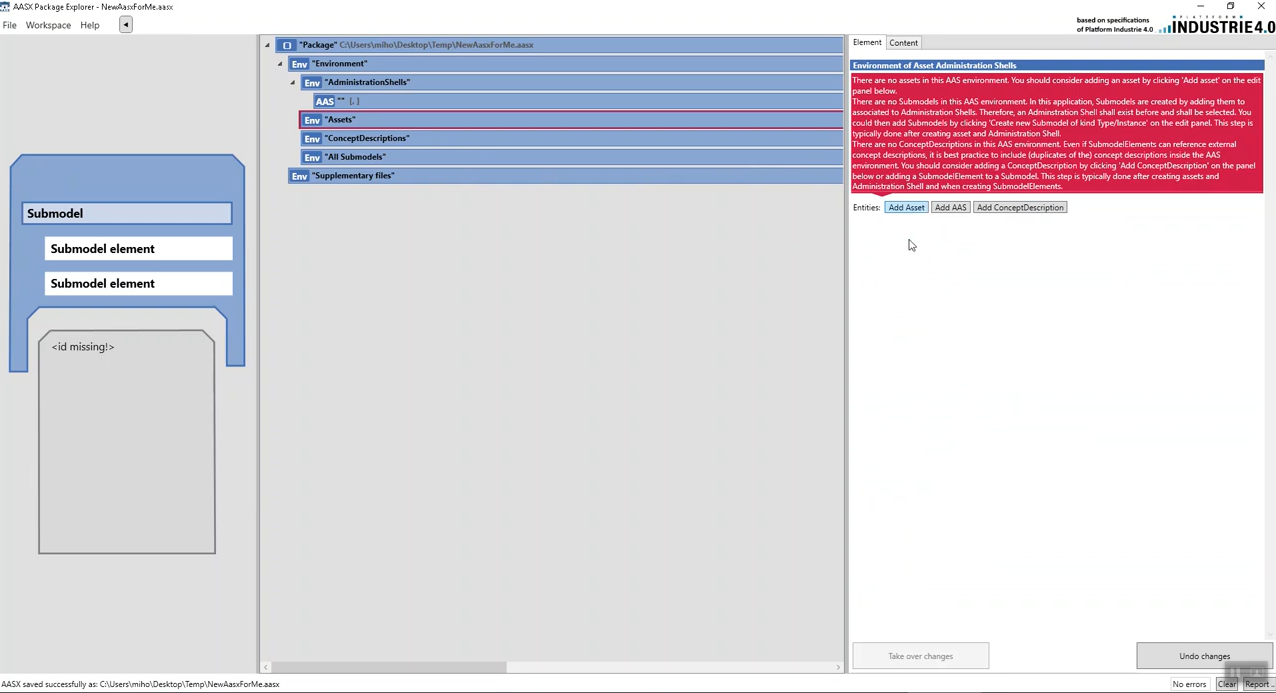 AASX Package Explorer - NewAasxForMe.aasx
File Workspace Help
based on specifications
of Platform Industrie 4.0
PLATTFORM
INDUSTRIE4.0
Submodel
Submodel element
Submodel element
<id missing!>
"Package" C:\Users\miho\Desktop\Temp\NewAasxForMe.aasx
Env "Environment"
Env "AdministrationShells"
AAS "" [, ]
Env "Assets"
Env "ConceptDescriptions"
Env "All Submodels"
Env "Supplementary files"
Element Content
Environment of Asset Administration Shells
There are no assets in this AAS environment. You should consider adding an asset by clicking 'Add asset' on the edit
panel below.
There are no Submodels in this AAS environment. In this application, Submodels are created by adding them to
associated to Administration Shells. Therefore, an Adminstration Shell shall exist before and shall be selected. You
could then add Submodels by clicking 'Create new Submodel of kind Type/Instance' on the edit panel. This step is
typically done after creating asset and Administration Shell.
There are no ConceptDescriptions in this AAS environment. Even if SubmodelElements can reference external
concept descriptions, it is best practice to include (duplicates of the) concept descriptions inside the AAS
environment. You should consider adding a ConceptDescription by clicking 'Add ConceptDescription' on the panel
below or adding a SubmodelElement to a Submodel. This step is typically done after creating assets and
Administration Shell and when creating SubmodelElements.
Entities: Add Asset Add AAS Add ConceptDescription
Take over changes Undo changes
AASX saved successfully as: C:\Users\miho\Desktop\Temp\NewAasxForMe.aasx
No errors Clear Report ..